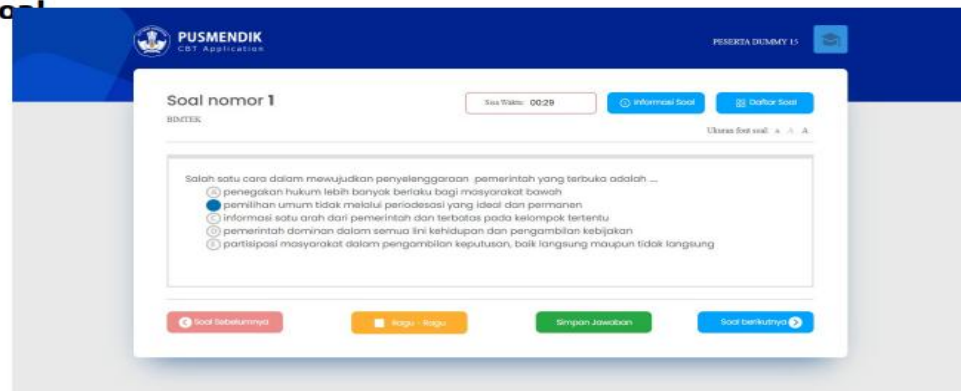 oal
PUSMENDIK
CBT Application
PESERTA DUMMY 15
Soal nomor 1
Sisa Waktu: 00:29
Informasi Soal
Daftar Soal
BIMTEK
Ukuran font soal: A A A
Salah satu cara dalam mewujudkan penyelenggaraan pemerintah yang terbuka adalah ....
A penegakan hukum lebih banyak berlaku bagi masyarakat bawah
pemilihan umum tidak melalui periodesasi yang ideal dan permanen
C informasi satu arah dari pemerintah dan terbatas pada kelompok tertentu
D pemerintah dominan dalam semua lini kehidupan dan pengambilan kebijakan
E partisipasi masyarakat dalam pengambilan keputusan, baik langsung maupun tidak langsung
Soal Sebelumnya
Ragu - Ragu
Simpan Jawaban
Soal berikutnya